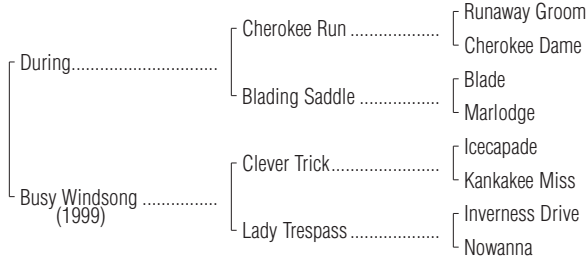 Runaway Groom
Cherokee Run ....................
Cherokee Dame
During.................................
Blade
Blading Saddle ..................
Marlodge
Icecapade
Clever Trick........................
Kankakee Miss
Busy Windsong .................
(1999)
Inverness Drive
Lady Trespass ....................
Nowanna